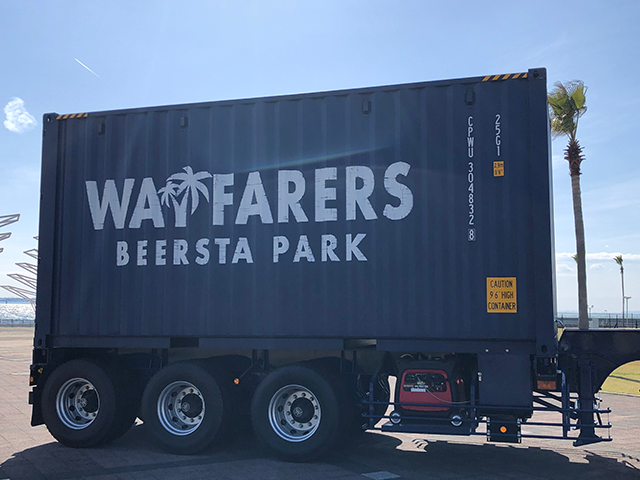 WAYFARERS
BEERSTA PARK
CPWU 304832 8
25G1
CAUTION
9'6 HIGH
CONTAINER